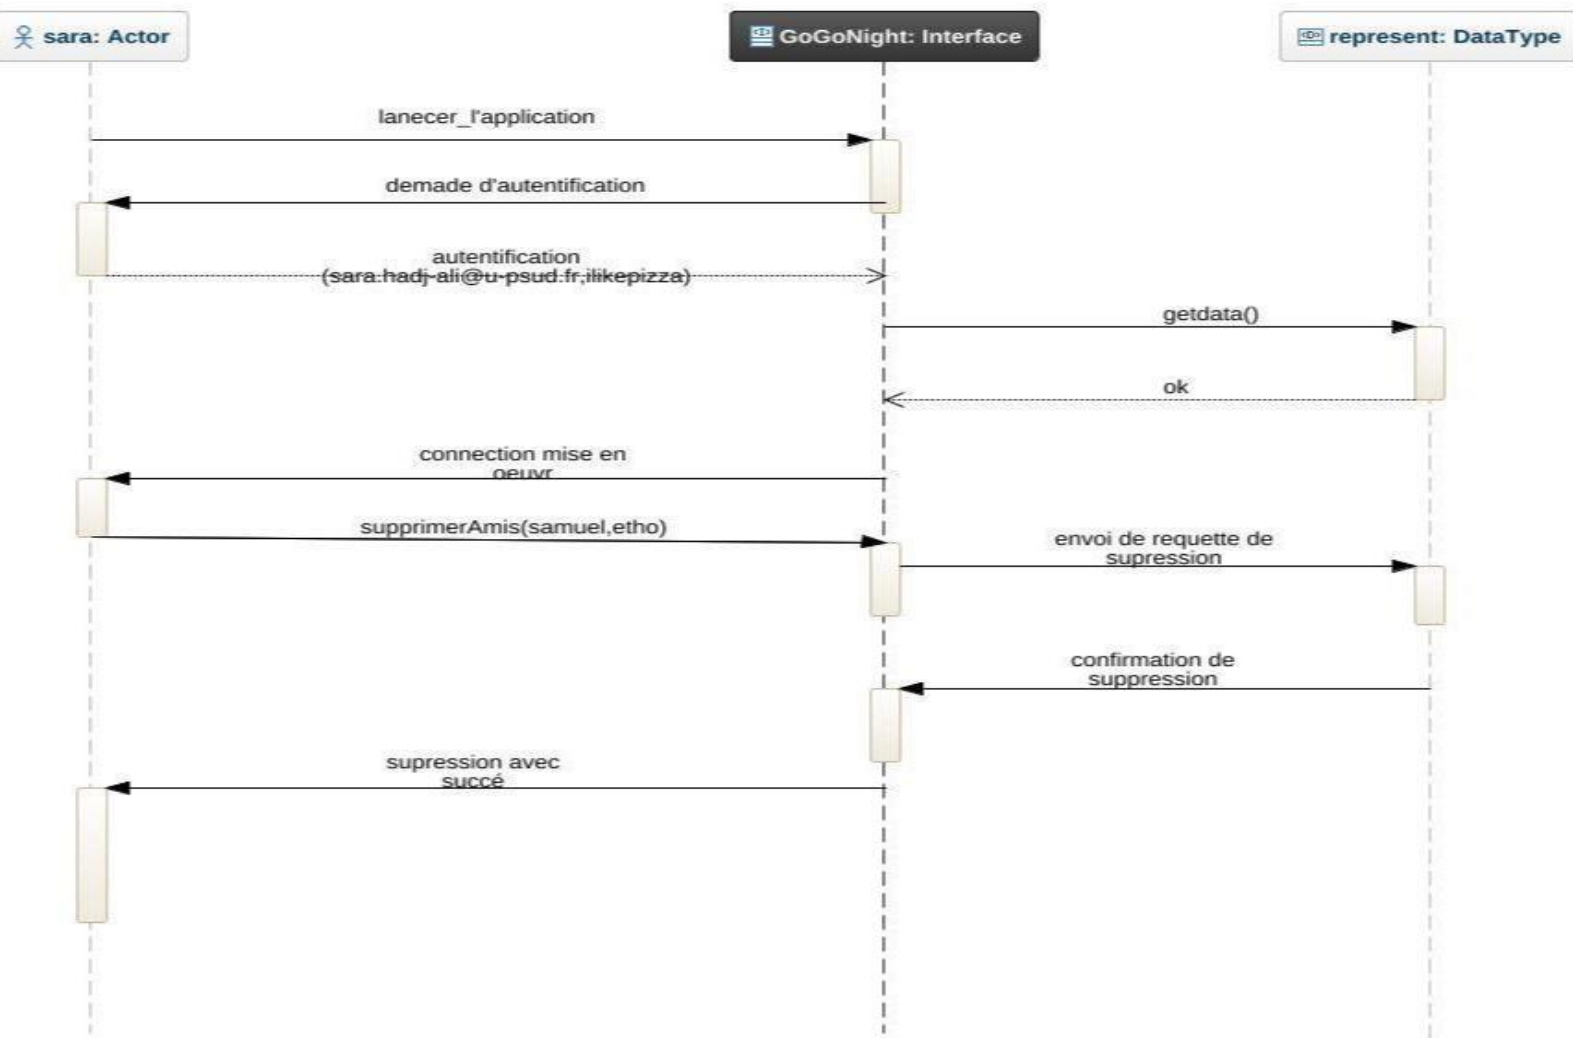 sara: Actor
GoGoNight: Interface
represent: DataType
lanecer_l'application
demade d'autentification
autentification
(sara.hadj-ali@u-psud.fr,ilikepizza)
getdata()
ok
connection mise en
oeuvr
supprimerAmis(samuel,etho)
envoi de requette de
supression
confirmation de
suppression
supression avec
succé